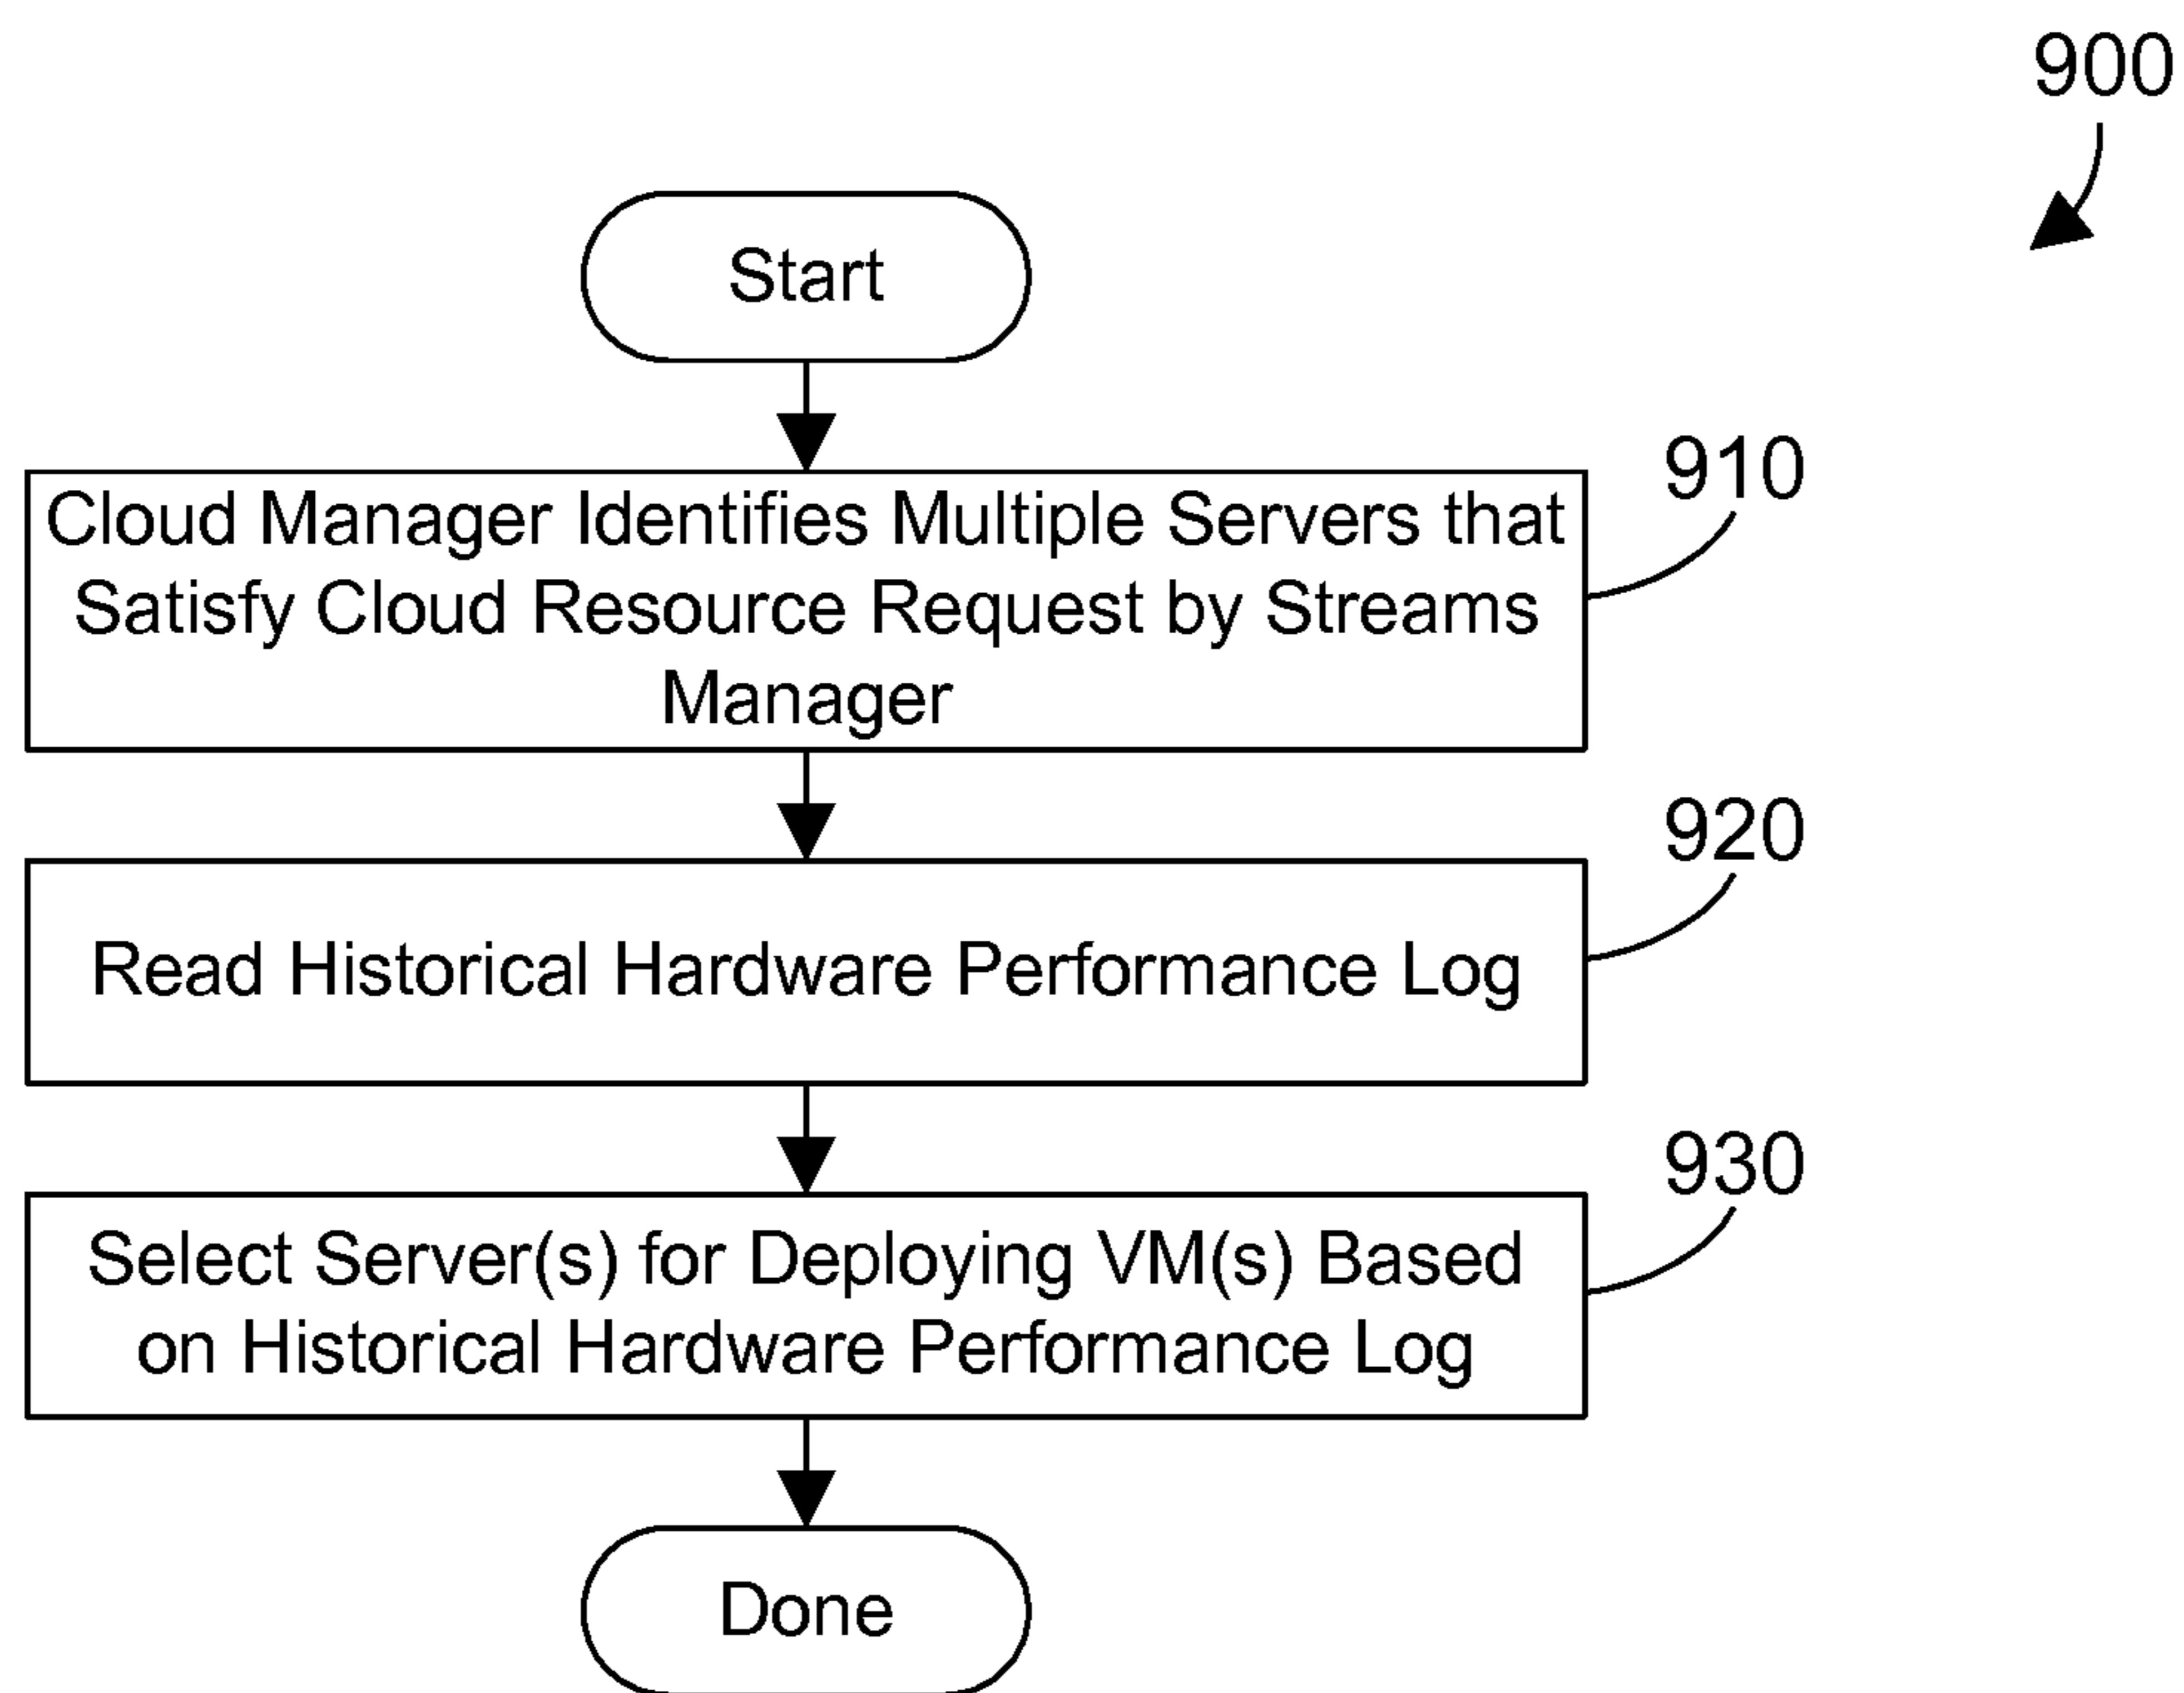 900
Start
910
Cloud Manager Identifies Multiple Servers that
Satisfy Cloud Resource Request by Streams
Manager
920
Read Historical Hardware Performance Log
930
Select Server(s) for Deploying VM(s) Based
on Historical Hardware Performance Log
Done